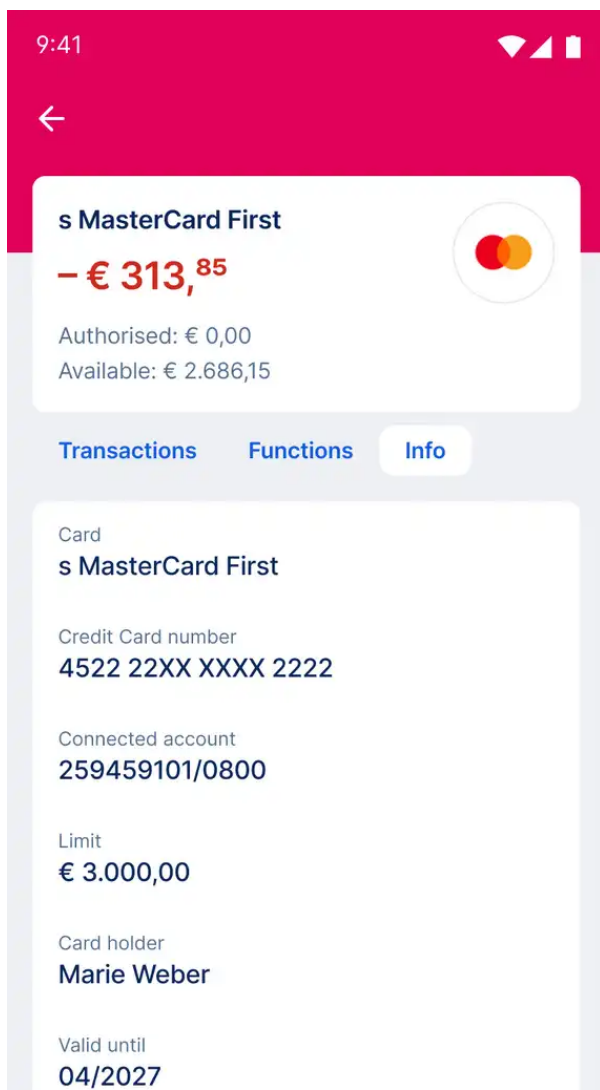 9:41
s MasterCard First
– € 313,85
Authorised: € 0,00
Available: € 2.686,15
Transactions Functions Info
Card
s MasterCard First
Credit Card number
4522 22XX XXXX 2222
Connected account
259459101/0800
Limit
€ 3.000,00
Card holder
Marie Weber
Valid until
04/2027